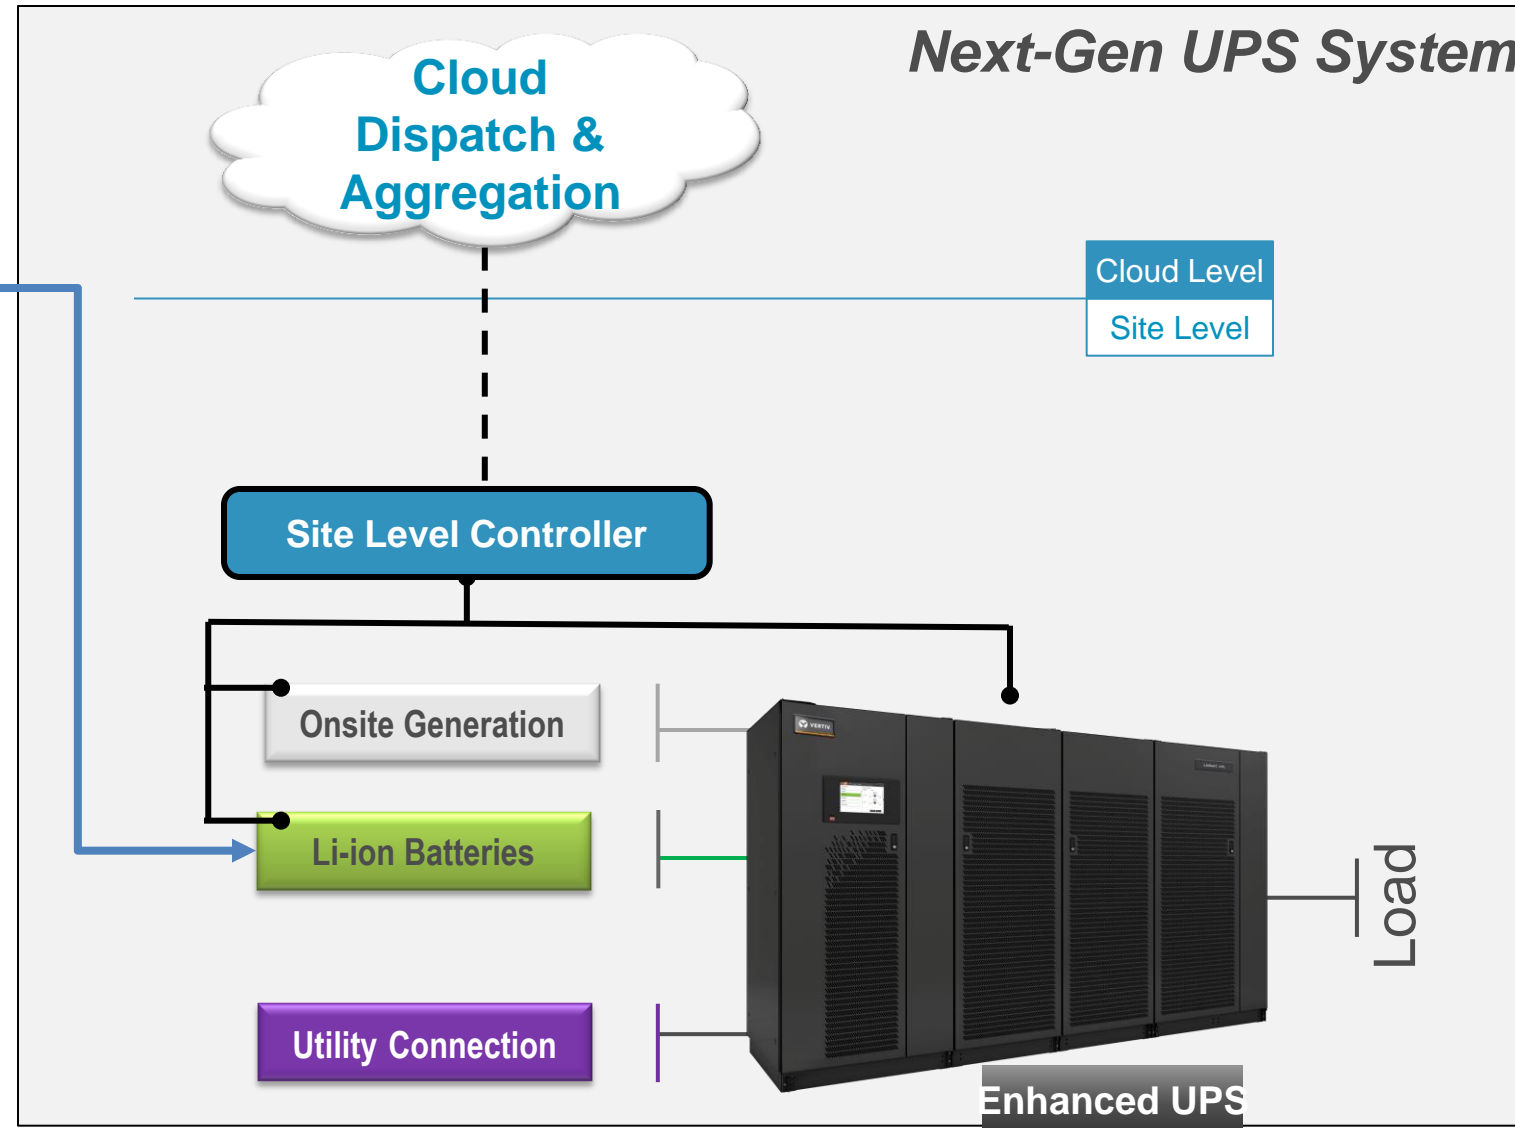 Next-Gen UPS System
Cloud
Dispatch &
Aggregation
Cloud Level
Site Level
Site Level Controller
Onsite Generation
Li-ion Batteries
Utility Connection
VERTIV
Load
Enhanced UPS